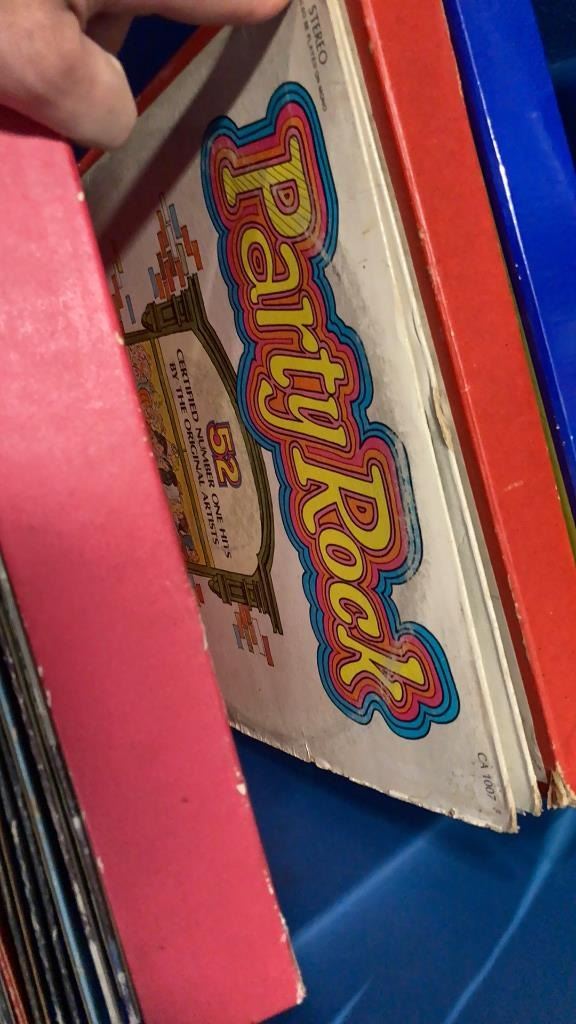 STEREO
Party Rock
52
CERTIFIED NUMBER ONE HITS
BY THE ORIGINAL ARTISTS
CA 1007